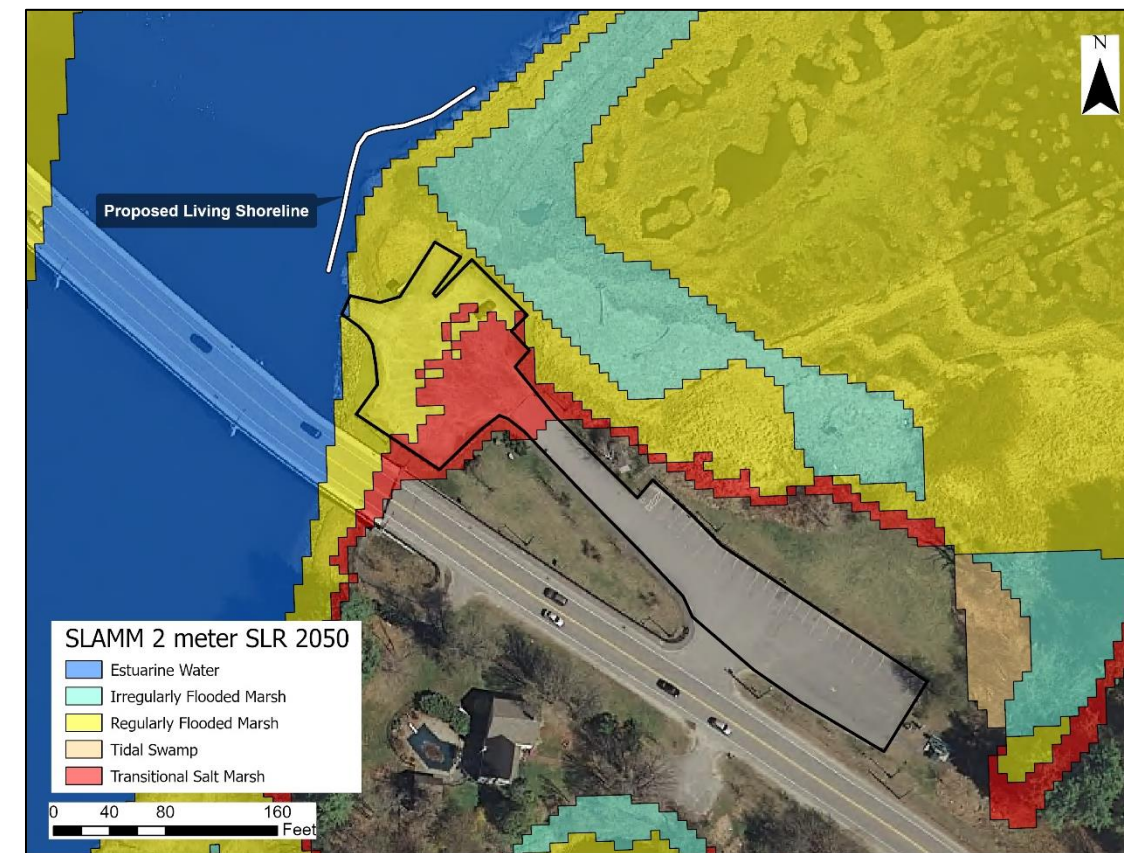 N
Proposed Living Shoreline
SLAMM 2 meter SLR 2050
Estuarine Water
Irregularly Flooded Marsh
Regularly Flooded Marsh
Tidal Swamp
Transitional Salt Marsh
0 40 80 160
Feet